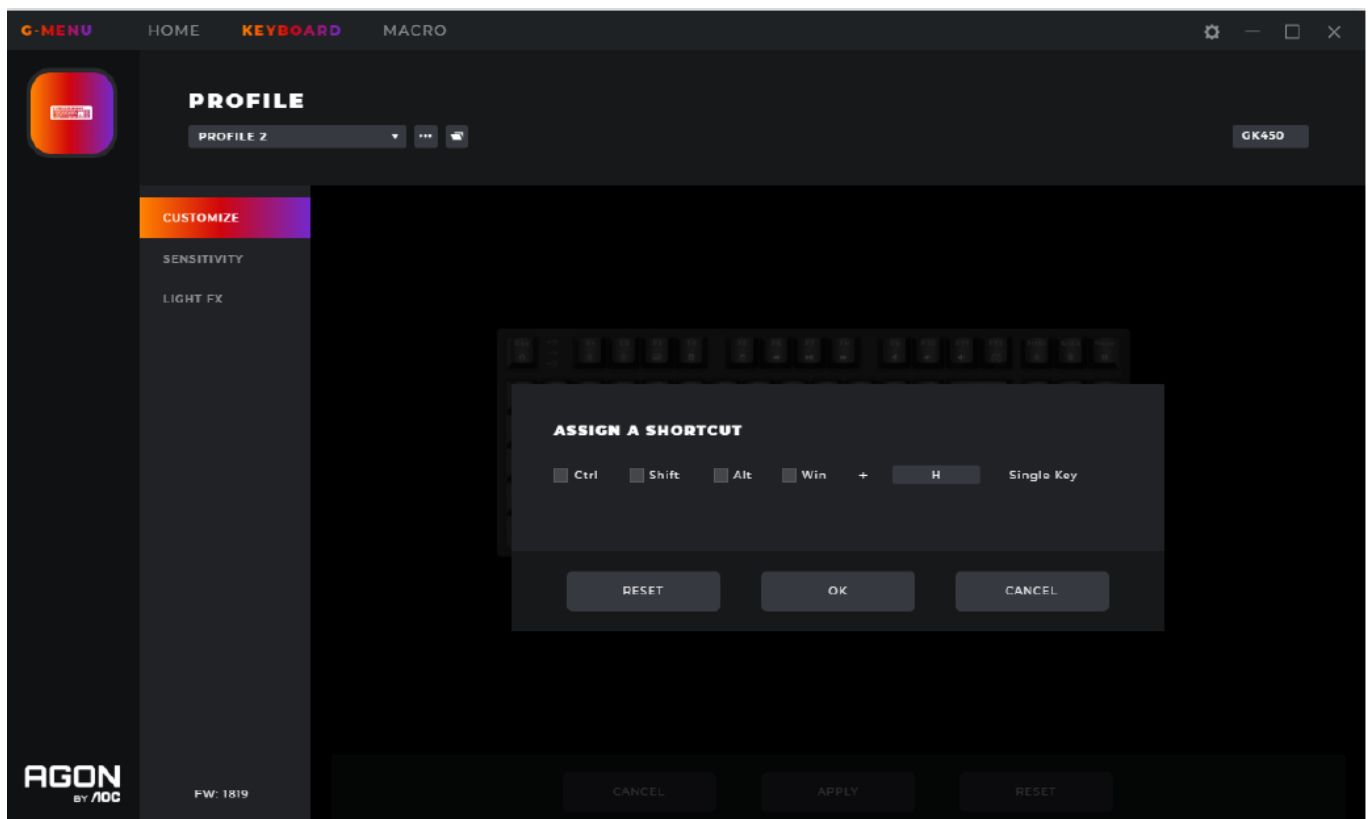 G-MENU HOME KEYBOARD MACRO
PROFILE
PROFILE 2
GK450
CUSTOMIZE
SENSITIVITY
LIGHT FX
ASSIGN A SHORTCUT
Ctrl Shift Alt Win + H Single Key
RESET OK CANCEL
CANCEL APPLY RESET
AGON
BY AOC
FW: 1819